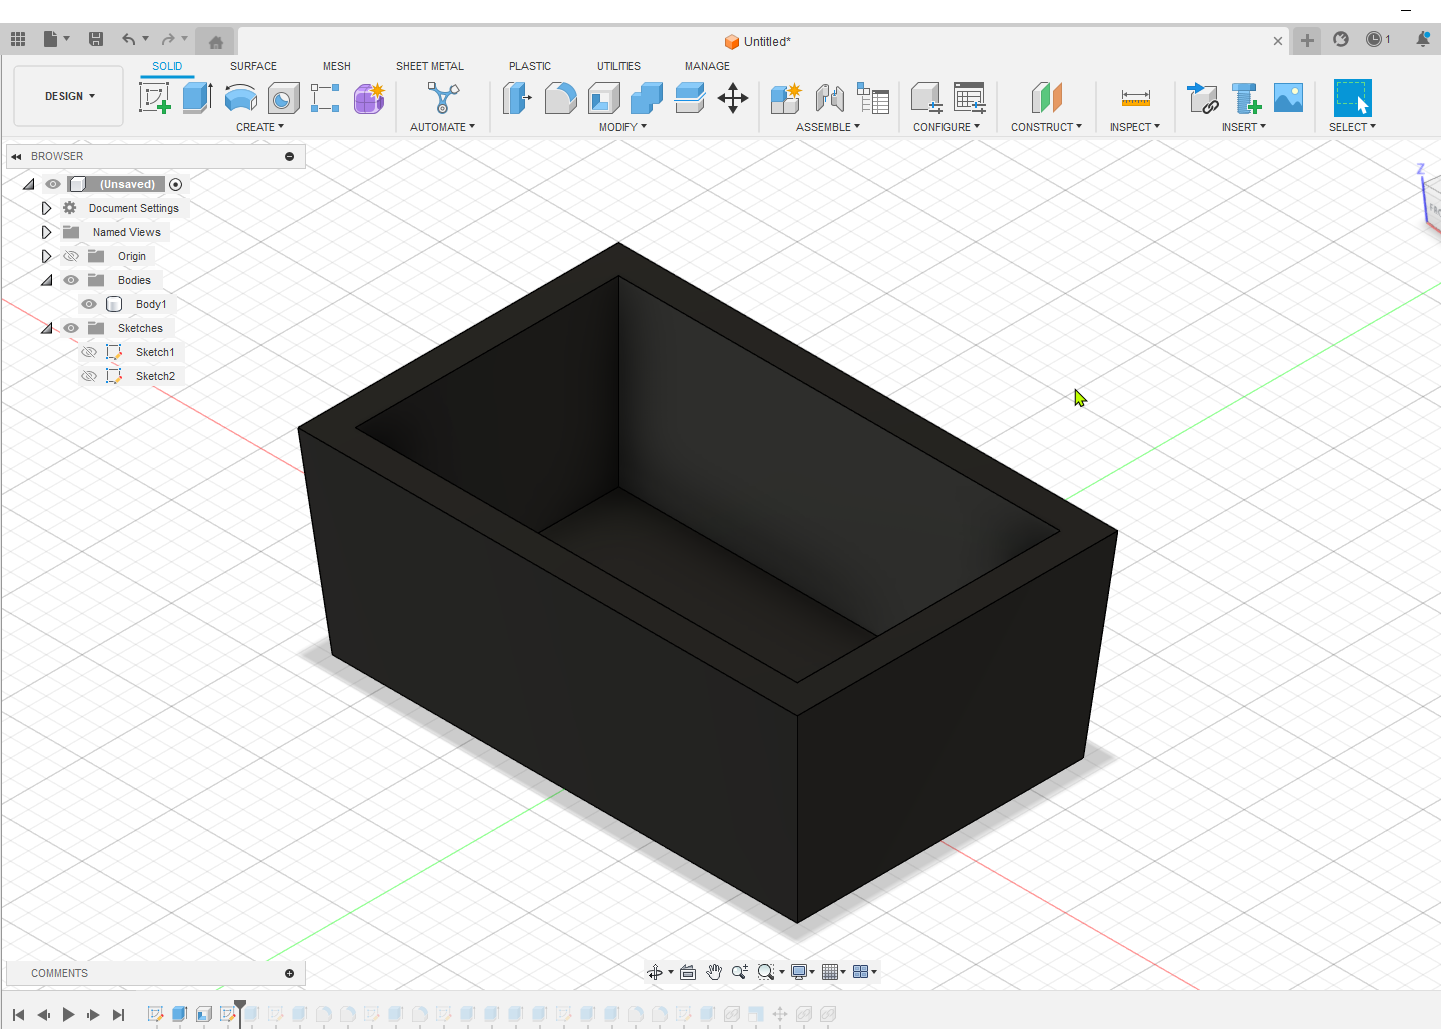 Untitled*
1
DESIGN
SOLID SURFACE MESH SHEET METAL PLASTIC UTILITIES MANAGE
CREATE AUTOMATE MODIFY ASSEMBLE CONFIGURE CONSTRUCT INSPECT INSERT SELECT
BROWSER
(Unsaved)
Document Settings
Named Views
Origin
Bodies
Body1
Sketches
Sketch1
Sketch2
Z
COMMENTS